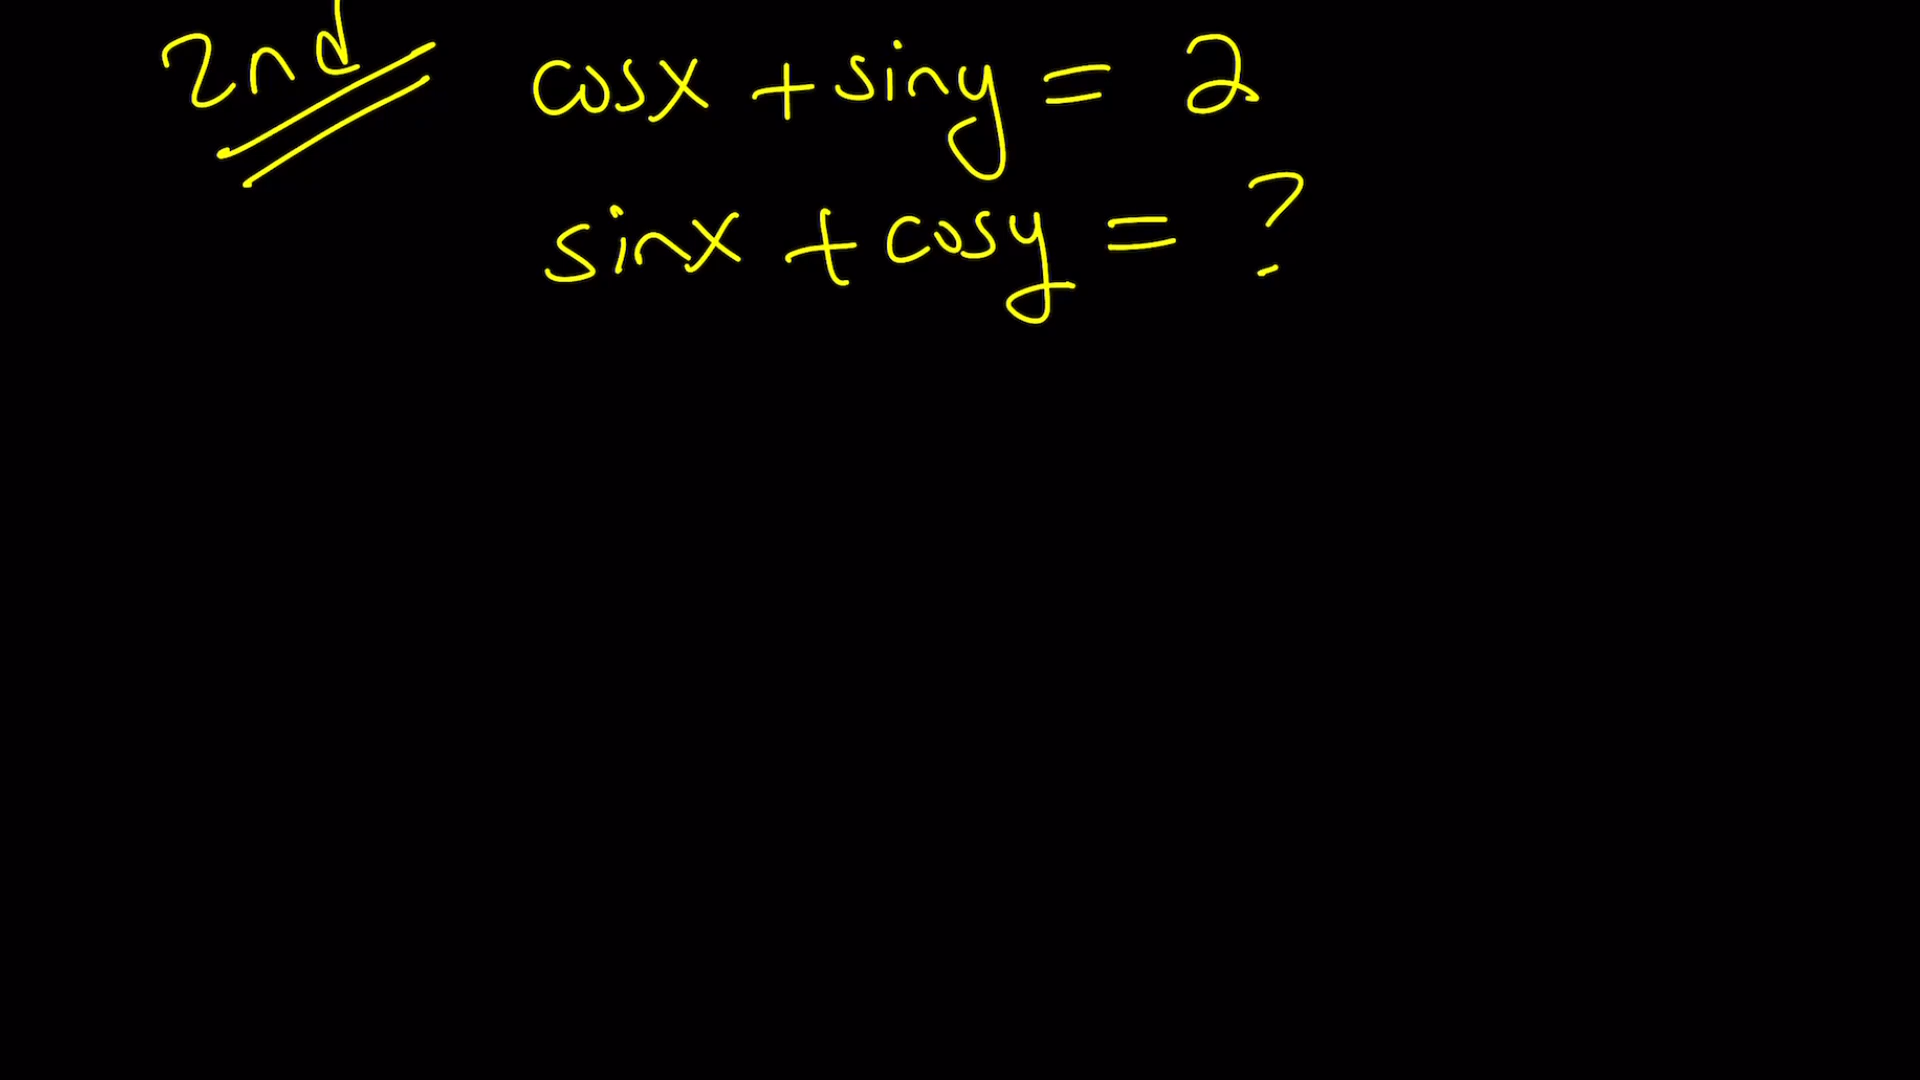 2nd cosx + siny = 2
sinx + cosy = ?